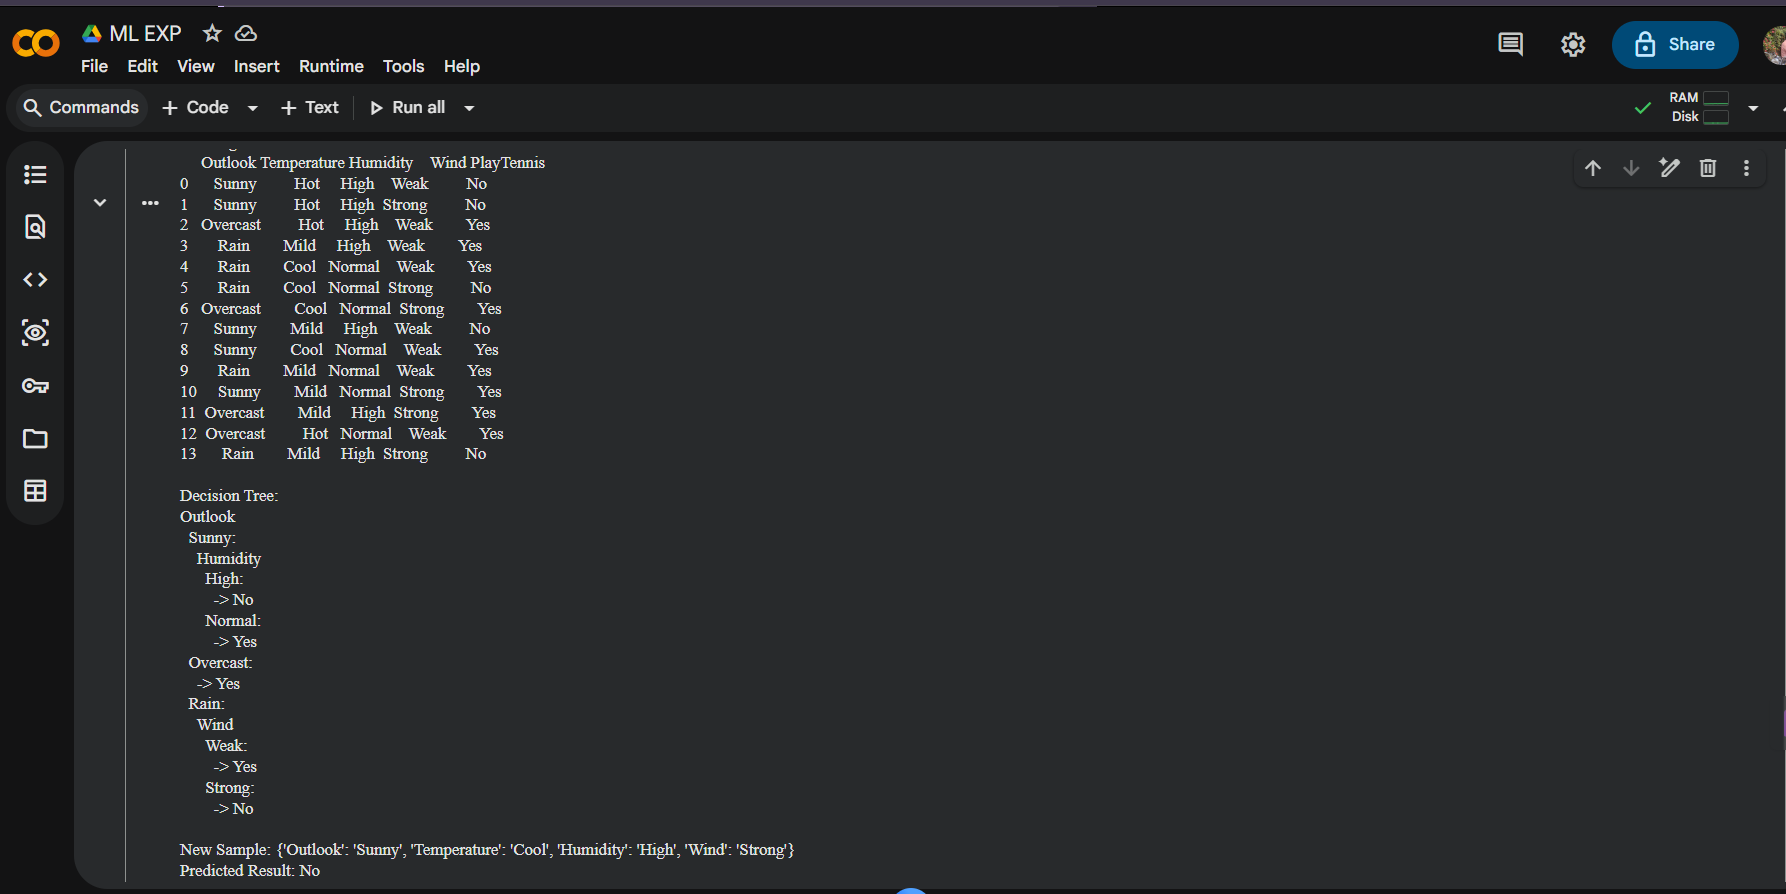 ML EXP
File Edit View Insert Runtime Tools Help
Share
Commands + Code + Text Run all
RAM
Disk
Outlook Temperature Humidity Wind PlayTennis
0 Sunny Hot High Weak No
1 Sunny Hot High Strong No
2 Overcast Hot High Weak Yes
3 Rain Mild High Weak Yes
4 Rain Cool Normal Weak Yes
5 Rain Cool Normal Strong No
6 Overcast Cool Normal Strong Yes
7 Sunny Mild High Weak No
8 Sunny Cool Normal Weak Yes
9 Rain Mild Normal Weak Yes
10 Sunny Mild Normal Strong Yes
11 Overcast Mild High Strong Yes
12 Overcast Hot Normal Weak Yes
13 Rain Mild High Strong No
Decision Tree:
Outlook
Sunny:
Humidity
High:
-> No
Normal:
-> Yes
Overcast:
-> Yes
Rain:
Wind
Weak:
-> Yes
Strong:
-> No
New Sample: {'Outlook': 'Sunny', 'Temperature': 'Cool', 'Humidity': 'High', 'Wind': 'Strong'}
Predicted Result: No